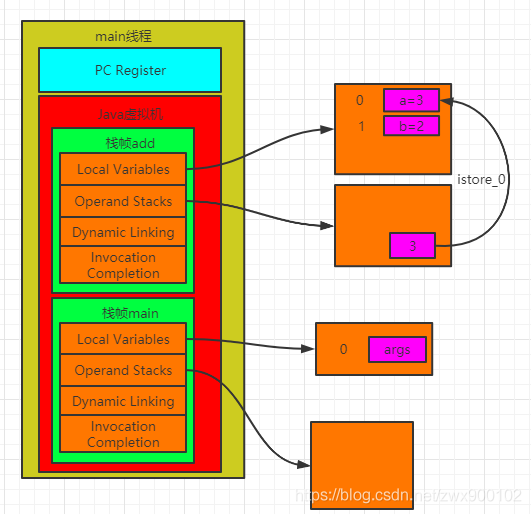 main线程
PC Register
Java虚拟机
栈帧add
Local Variables
Operand Stacks
Dynamic Linking
Invocation
Completion
栈帧main
Local Variables
Operand Stacks
Dynamic Linking
Invocation
Completion
0 a=3
1 b=2
istore_0
3
0 args
https://blog.csdn.net/zwx900102